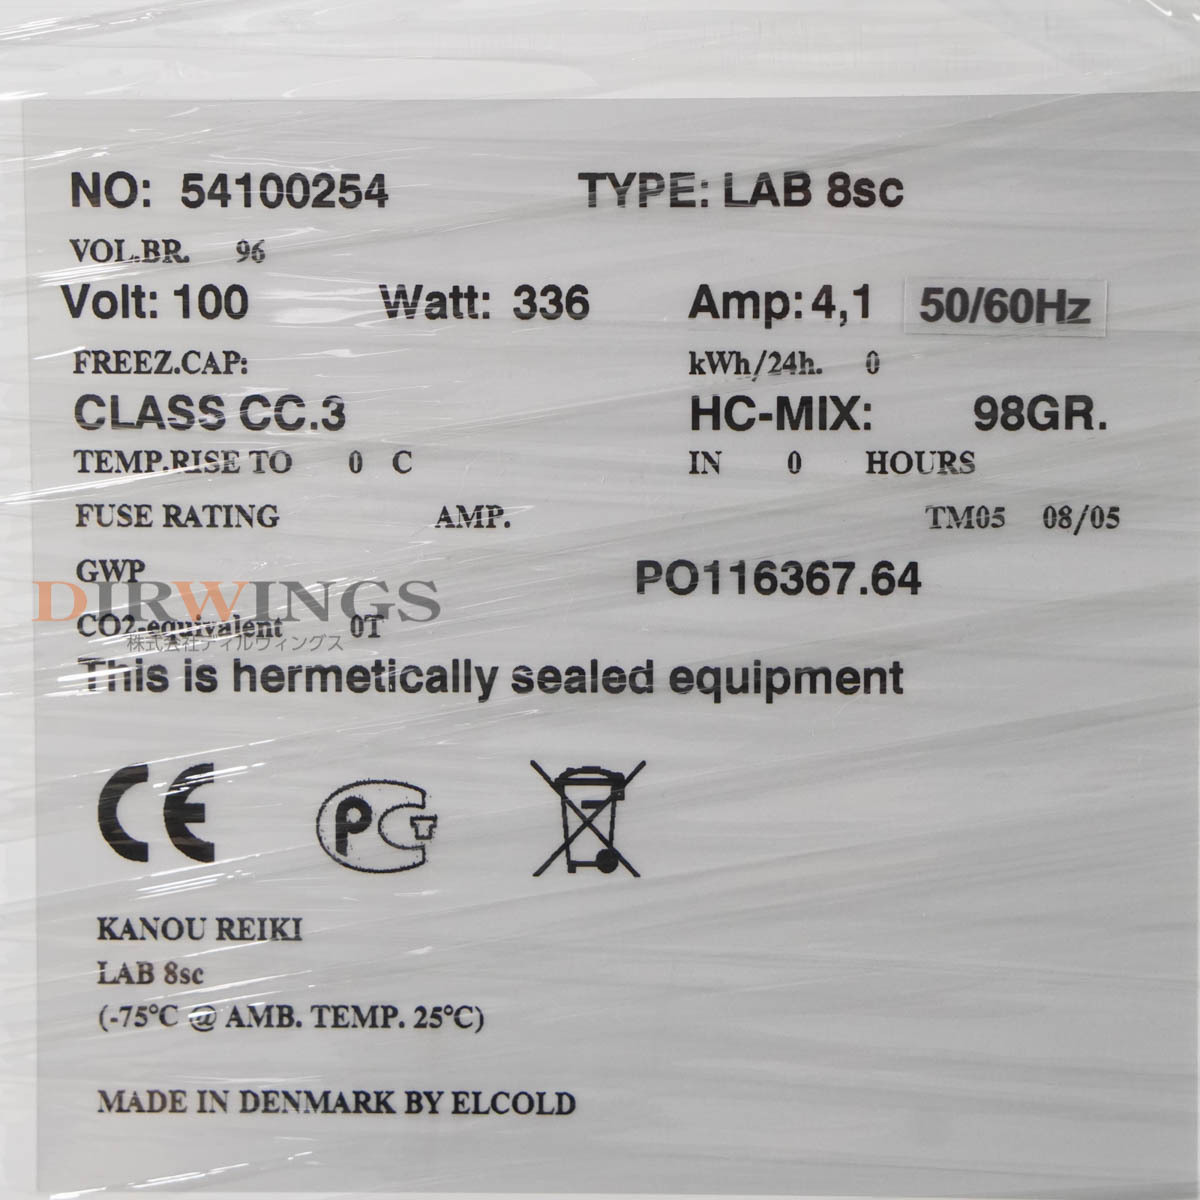 NO: 54100254 TYPE: LAB 8sc
VOL.BR. 96
Volt: 100 Watt: 336 Amp: 4,1 50/60Hz
FREEZ.CAP: kWh/24h. 0
CLASS CC.3 HC-MIX: 98GR.
TEMP.RISE TO 0 C IN 0 HOURS
FUSE RATING AMP. TM05 08/05
GWP PO116367.64
DIRWINGS
CO2-equivalent 0T
株式会社ディルウィングス
This is hermetically sealed equipment
CE PCT
KANOU REIKI
LAB 8sc
(-75°C @ AMB. TEMP. 25°C)
MADE IN DENMARK BY ELCOLD